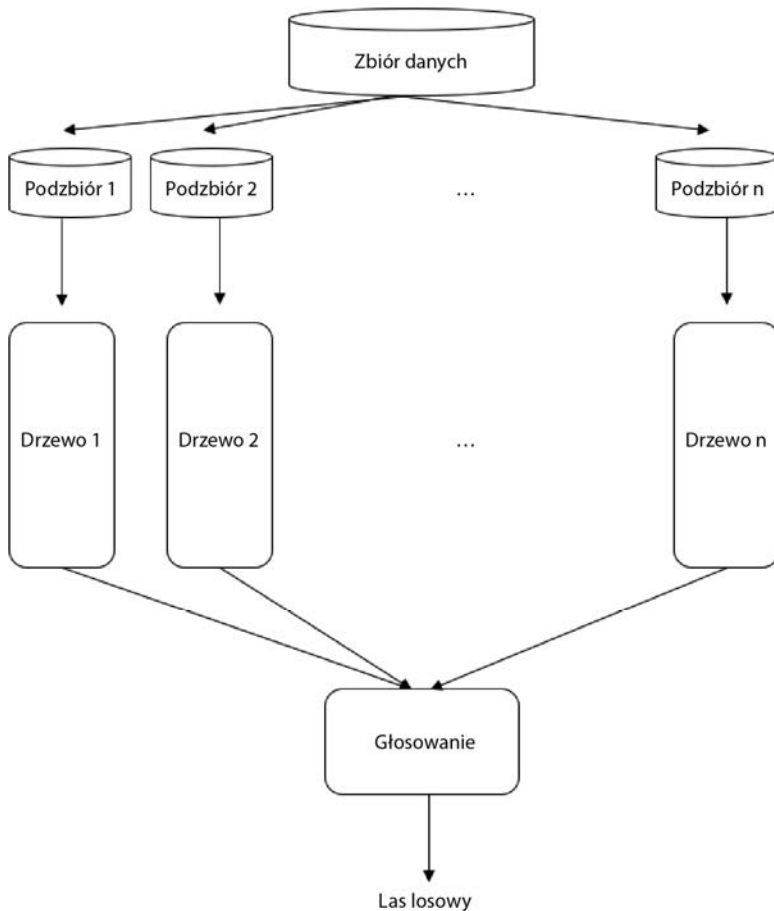 Zbiór danych
Podzbiór 1
Podzbiór 2
...
Podzbiór n
Drzewo 1
Drzewo 2
...
Drzewo n
Głosowanie
Las losowy